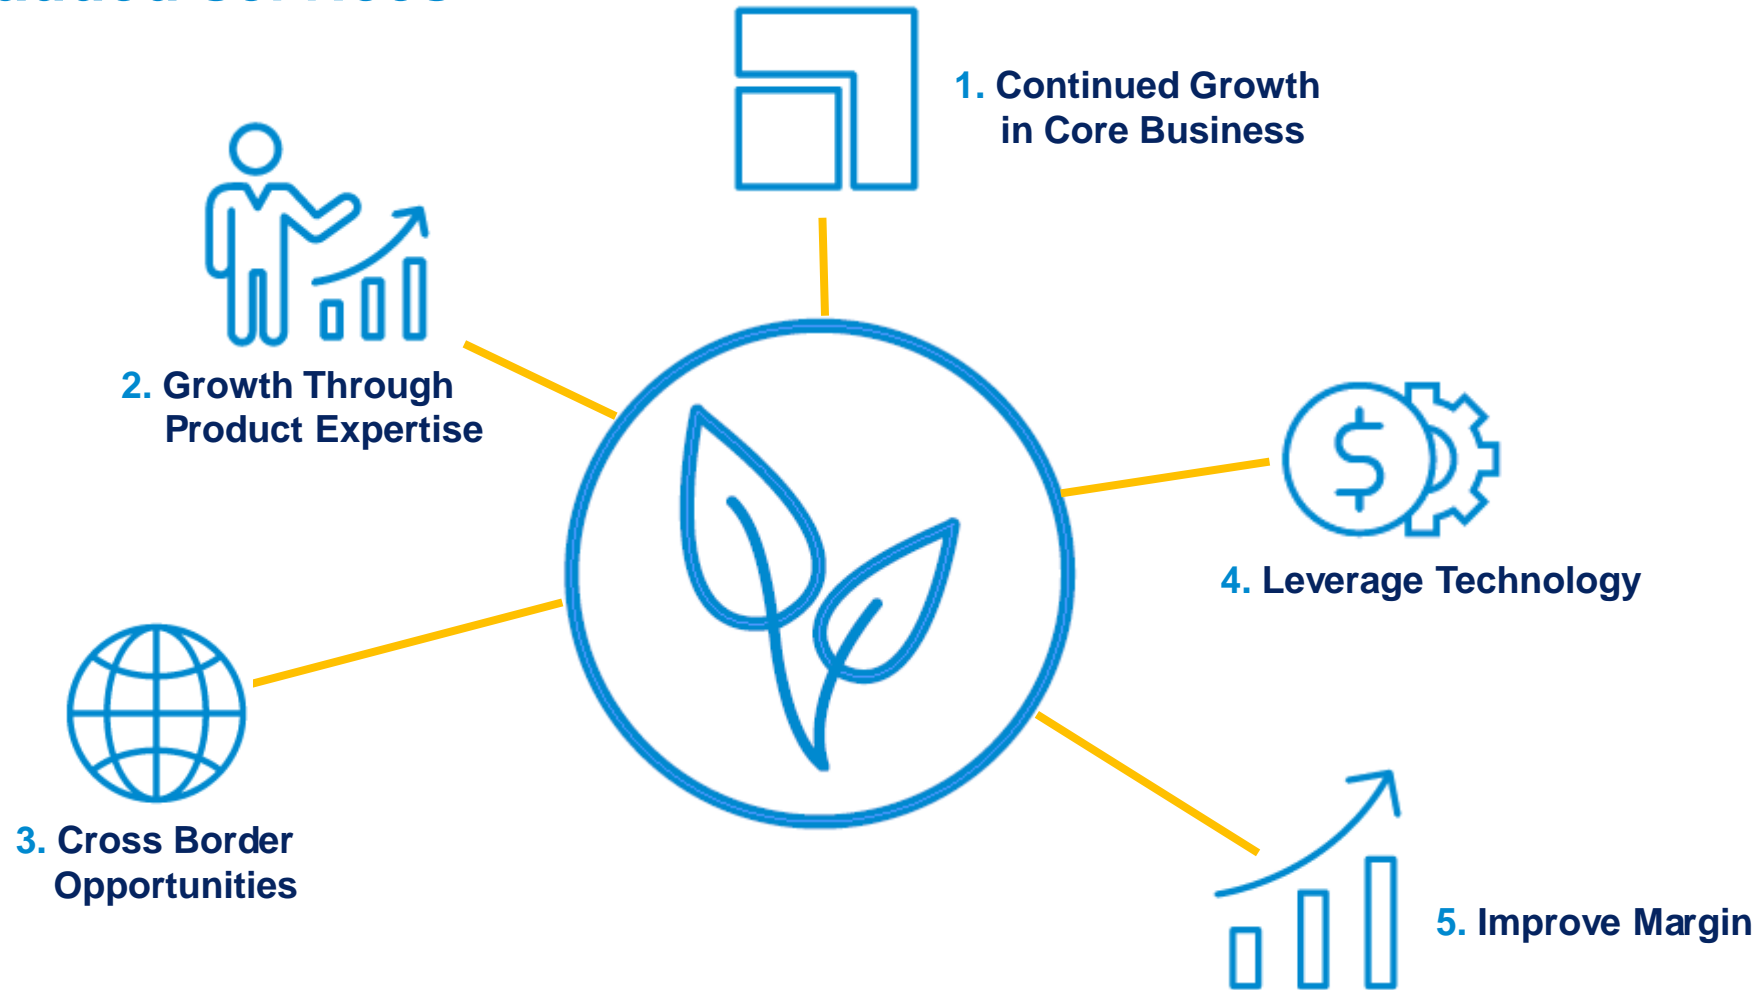 1. Continued Growth
in Core Business
2. Growth Through
Product Expertise
4. Leverage Technology
3. Cross Border
Opportunities
5. Improve Margin
$